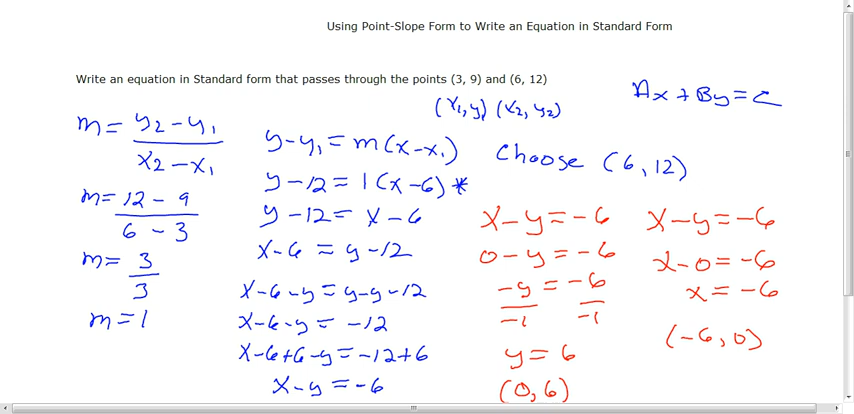 Using Point-Slope Form to Write an Equation in Standard Form
Write an equation in Standard form that passes through the points (3, 9) and (6, 12)
(x₁, y₁) (x₂, y₂)
Ax + By = C
m = y₂ - y₁ / x₂ - x₁
m = 12 - 9 / 6 - 3
m = 3 / 3
m = 1
y - y₁ = m(x - x₁)
y - 12 = 1(x - 6) *
y - 12 = x - 6
x - 6 = y - 12
x - 6 - y = y - y - 12
x - 6 - y = -12
x - 6 + 6 - y = -12 + 6
x - y = -6
Choose (6, 12)
x - y = -6
0 - y = -6
-y = -6
-1 -1
y = 6
(0, 6)
x - y = -6
x - 0 = -6
x = -6
(-6, 0)